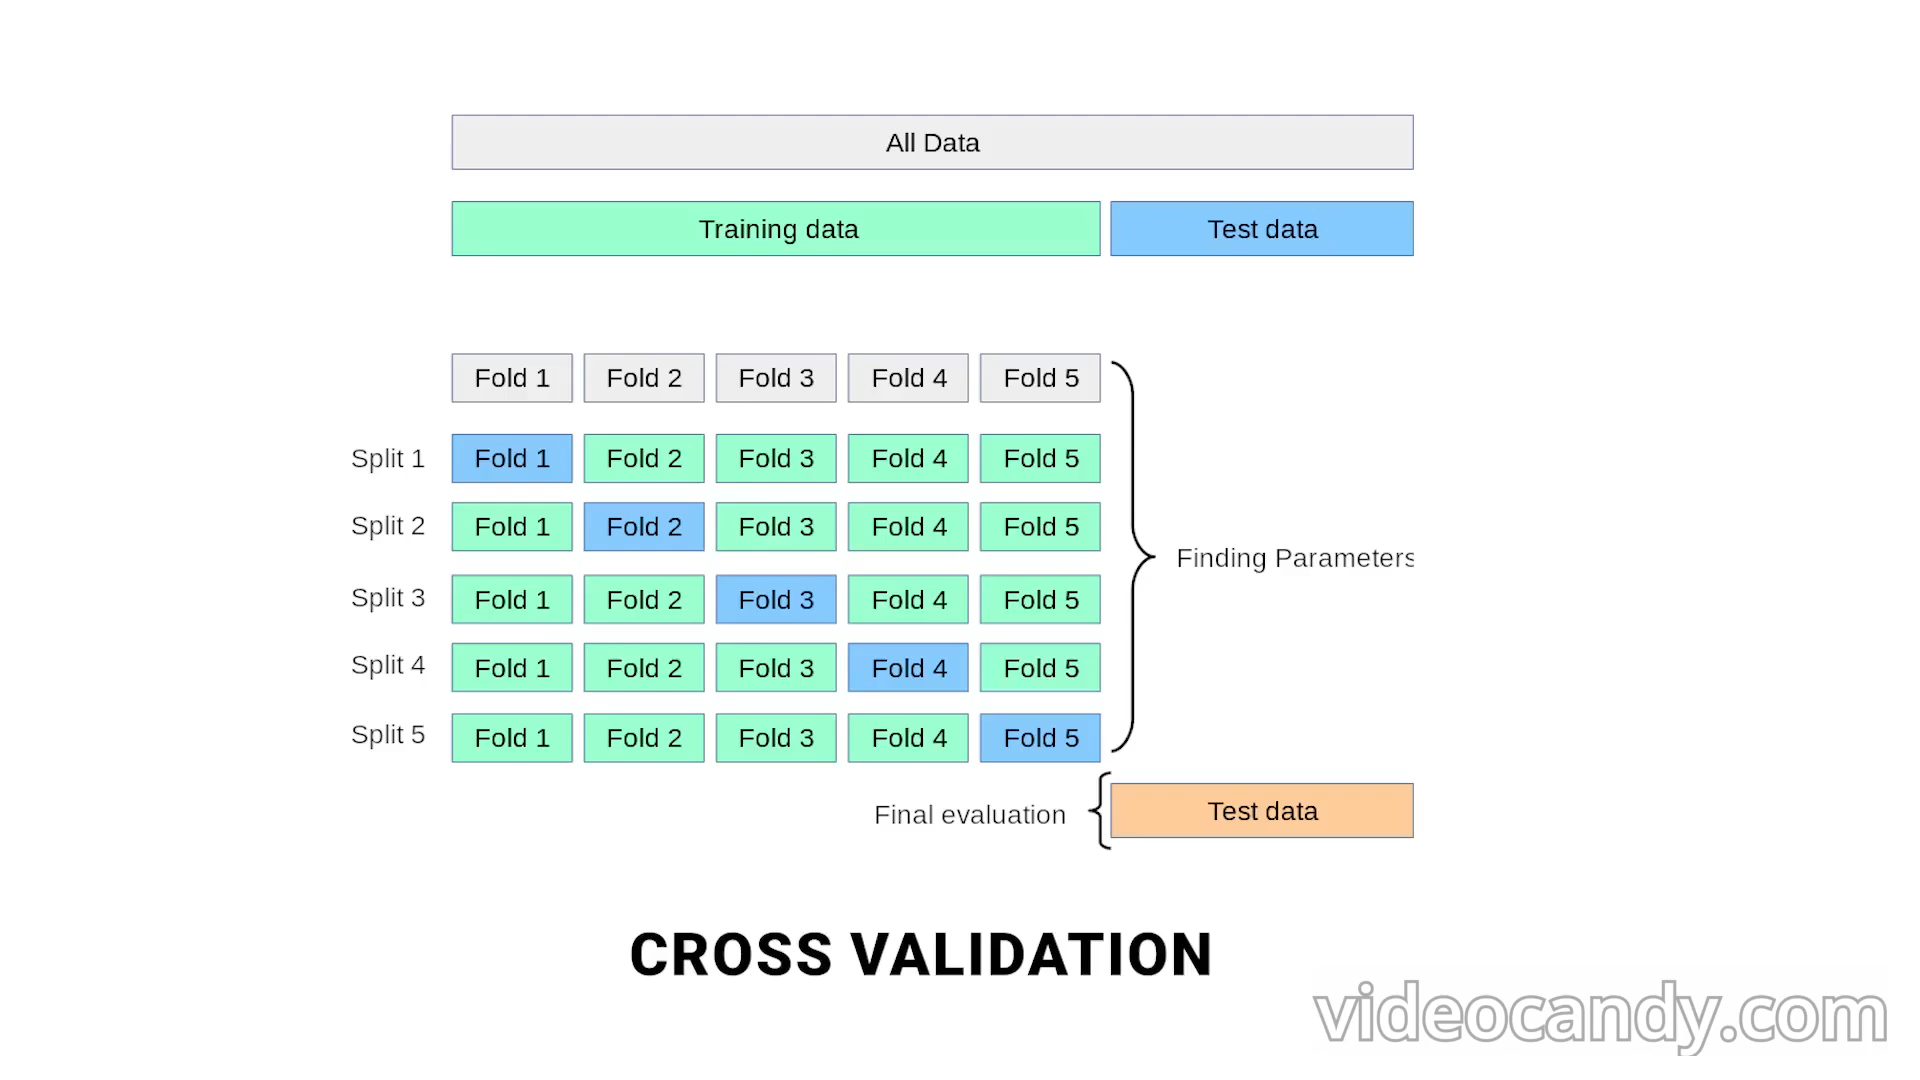 All Data
Training data Test data
Fold 1 Fold 2 Fold 3 Fold 4 Fold 5
Split 1 Fold 1 Fold 2 Fold 3 Fold 4 Fold 5
Split 2 Fold 1 Fold 2 Fold 3 Fold 4 Fold 5
Finding Parameters
Split 3 Fold 1 Fold 2 Fold 3 Fold 4 Fold 5
Split 4 Fold 1 Fold 2 Fold 3 Fold 4 Fold 5
Split 5 Fold 1 Fold 2 Fold 3 Fold 4 Fold 5
Final evaluation Test data
CROSS VALIDATION
videocandy.com